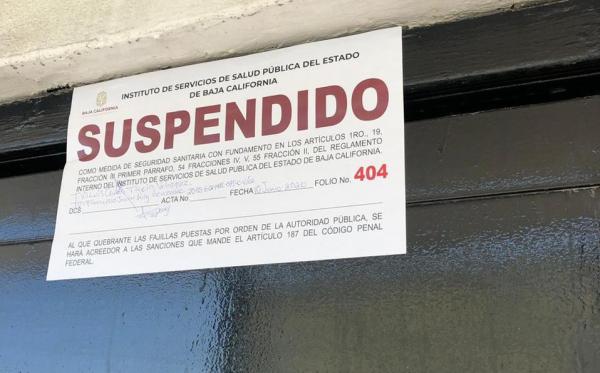 BAJA CALIFORNIA
INSTITUTO DE SERVICIOS DE SALUD PÚBLICA DEL ESTADO
DE BAJA CALIFORNIA
SUSPENDIDO
COMO MEDIDA DE SEGURIDAD SANITARIA CON FUNDAMENTO EN LOS ARTÍCULOS 1RO., 19,
FRACCIÓN III PRIMER PÁRRAFO, 54 FRACCIONES IV, V, 55 FRACCIÓN II, DEL REGLAMENTO
INTERNO DEL INSTITUTO DE SERVICIOS DE SALUD PUBLICA DEL ESTADO DE BAJA CALIFORNIA.
DCS ACTA No FECHA 10 Junio 2020 FOLIO No. 404
AL QUE QUEBRANTE LAS FAJILLAS PUESTAS POR ORDEN DE LA AUTORIDAD PÚBLICA, SE
HARÁ ACREEDOR A LAS SANCIONES QUE MANDE EL ARTÍCULO 187 DEL CÓDIGO PENAL
FEDERAL.